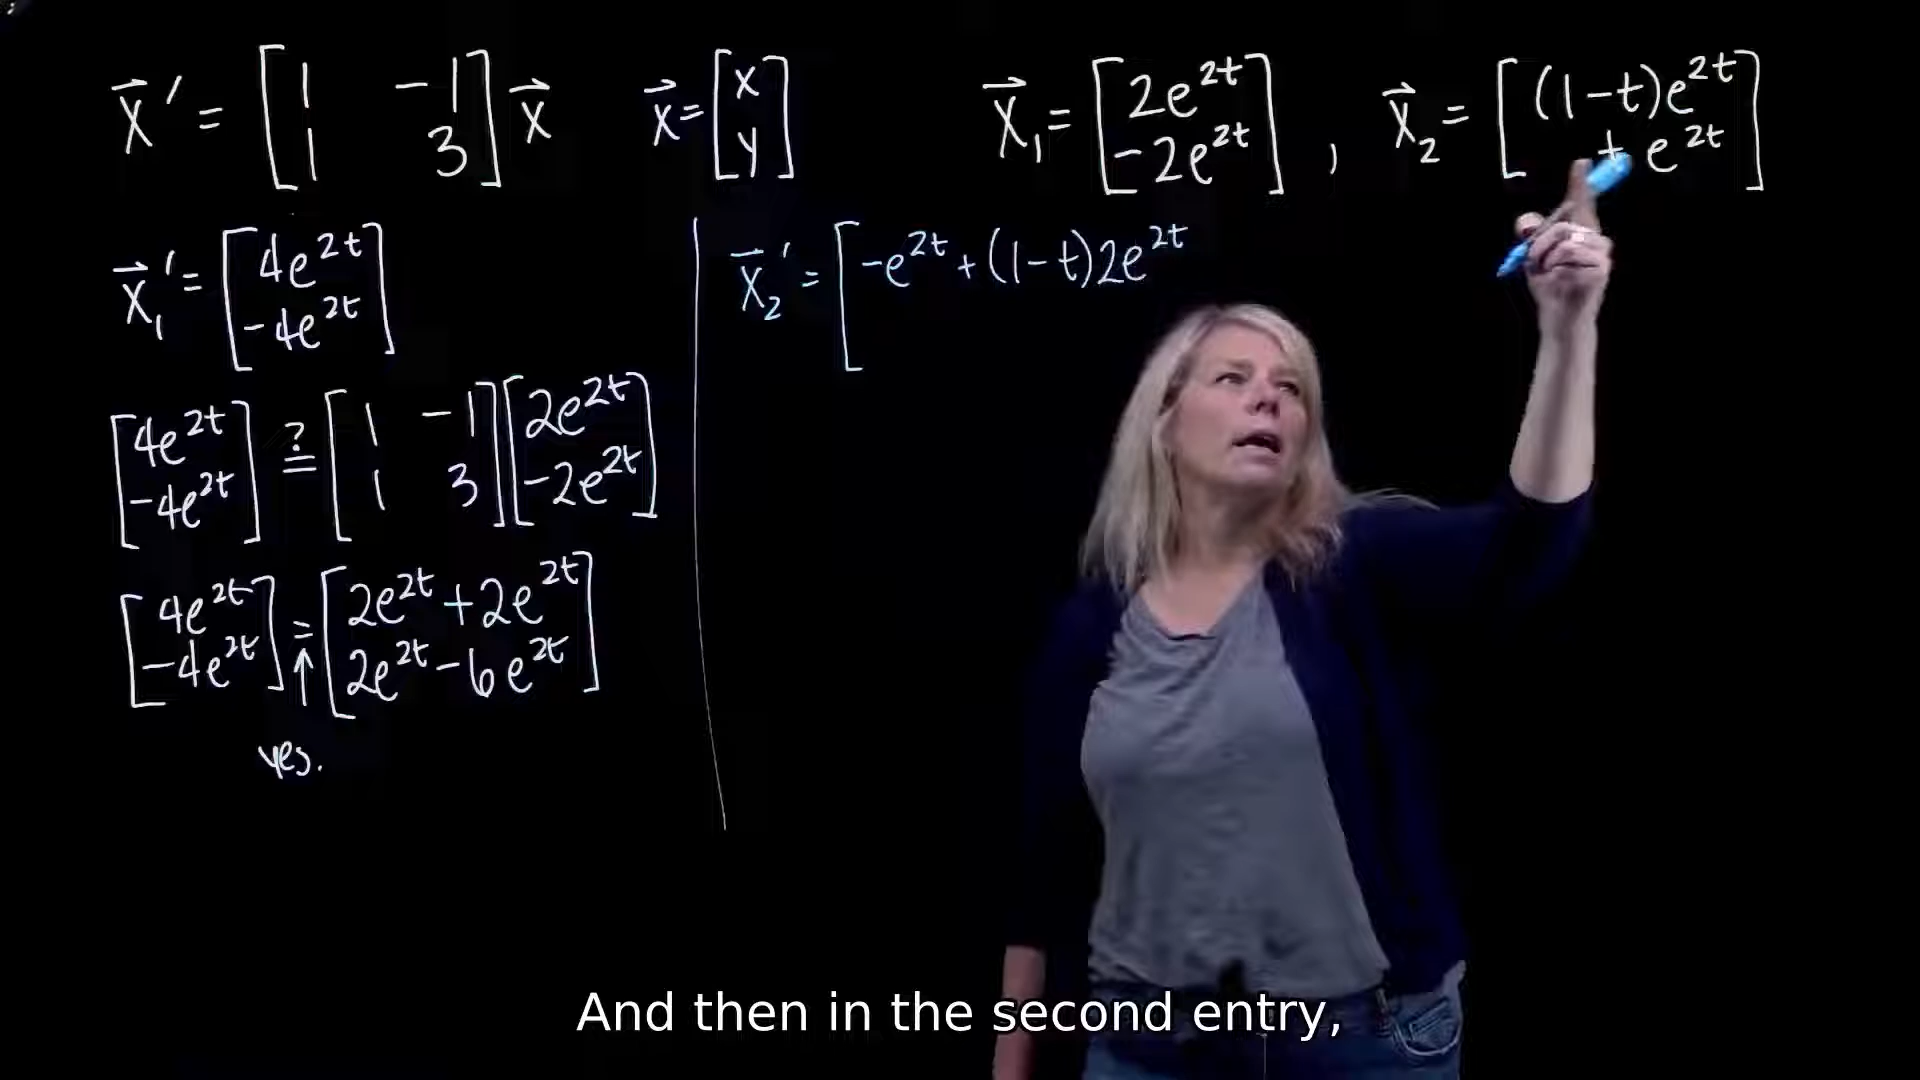 x⃗' = [1 -1; 1 3] x⃗
x⃗ = [x; y]
x⃗₁ = [2e^{2t}; -2e^{2t}] , x⃗₂ = [(1-t)e^{2t}; t e^{2t}]
x⃗₁' = [4e^{2t}; -4e^{2t}]
[4e^{2t}; -4e^{2t}] ≟ [1 -1; 1 3][2e^{2t}; -2e^{2t}]
[4e^{2t}; -4e^{2t}] = [2e^{2t} + 2e^{2t}; 2e^{2t} - 6e^{2t}]
↑
yes.
x⃗₂' = [-e^{2t} + (1-t)2e^{2t}
And then in the second entry,